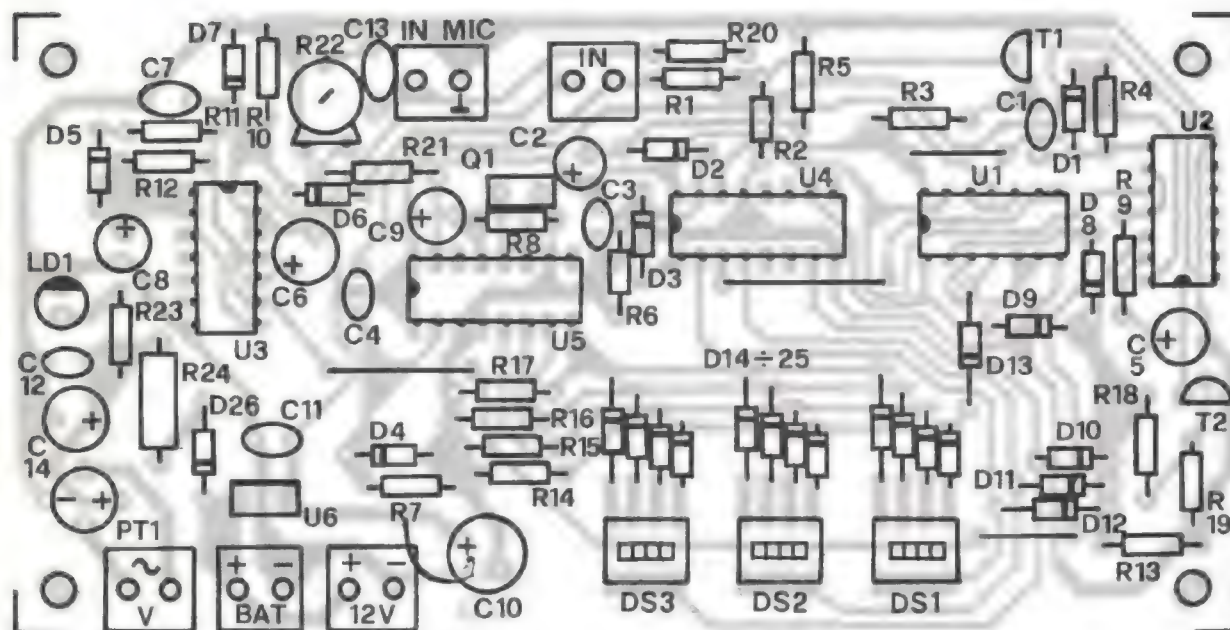 D7
C13
IN MIC
R22
C7
R20
IN
R5
T1
R1
R3
C1
R4
R11
R
10
D5
R12
R21
Q1
C2
R2
D2
U4
U1
D1
U2
D6
C3
D
8
R
9
C9
R8
LD1
C8
C6
D3
R6
R23
C4
U3
U5
D9
C
12
R24
R17
D14÷25
D13
C
5
D26
C11
R16
R18
T2
C
14
D4
R15
D10
R14
D11
U6
R7
D12
R
19
PT1
R13
+
−
+
−
+
−
+
+
+
+
+
+
+
~
V
BAT
12V
C10
DS3
DS2
DS1